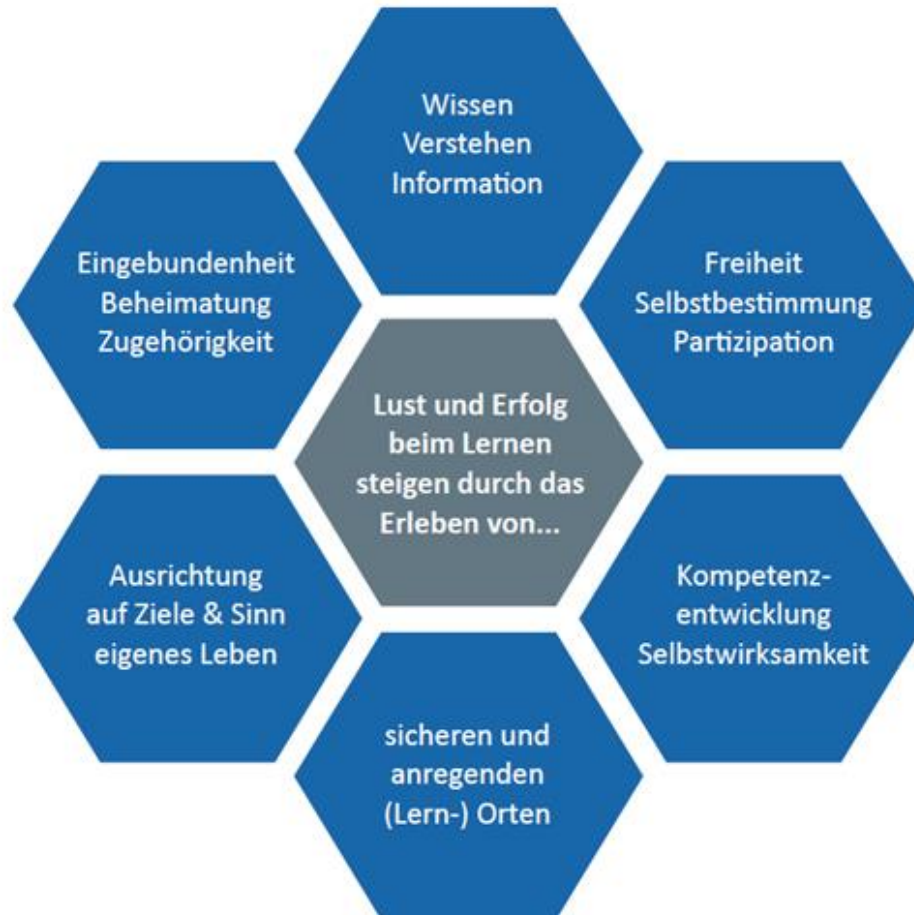 Wissen
Verstehen
Information
Eingebundenheit
Beheimatung
Zugehörigkeit
Freiheit
Selbstbestimmung
Partizipation
Lust und Erfolg
beim Lernen
steigen durch das
Erleben von...
Ausrichtung
auf Ziele & Sinn
eigenes Leben
Kompetenz-
entwicklung
Selbstwirksamkeit
sicheren und
anregenden
(Lern-) Orten